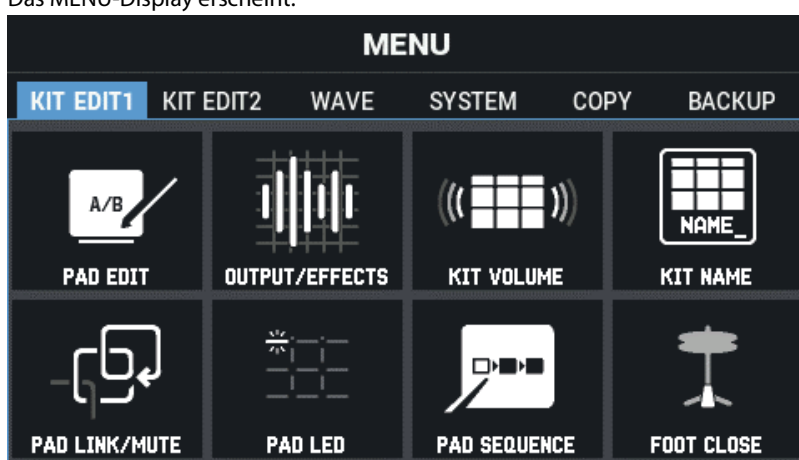 Das MENU-Display erscheint.
MENU
KIT EDIT1 KIT EDIT2 WAVE SYSTEM COPY BACKUP
A/B
NAME_
PAD EDIT OUTPUT/EFFECTS KIT VOLUME KIT NAME
PAD LINK/MUTE PAD LED PAD SEQUENCE FOOT CLOSE